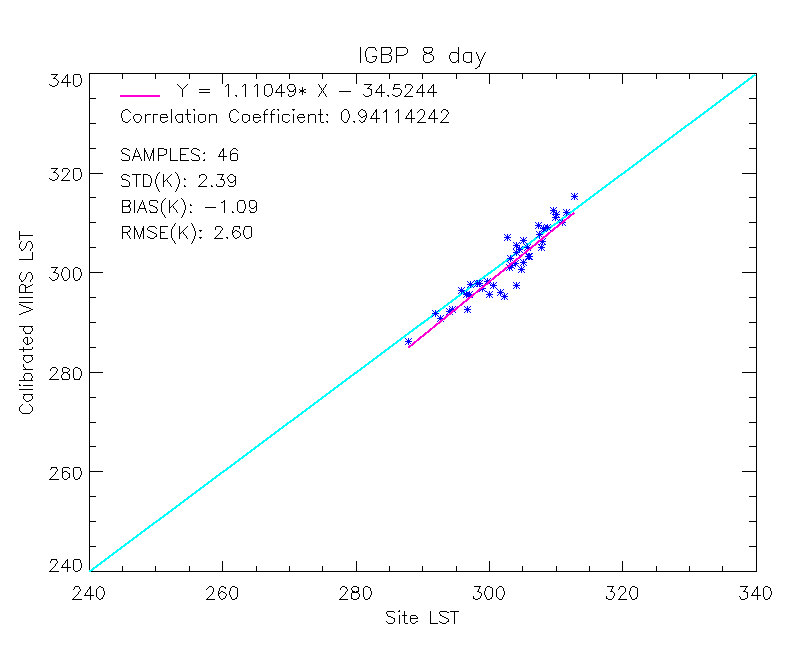 IGBP 8 day
Y = 1.11049* X - 34.5244
Correlation Coefficient: 0.94114242
SAMPLES: 46
STD(K): 2.39
BIAS(K): -1.09
RMSE(K): 2.60
340
320
300
280
260
240
Calibrated VIIRS LST
240 260 280 300 320 340
Site LST